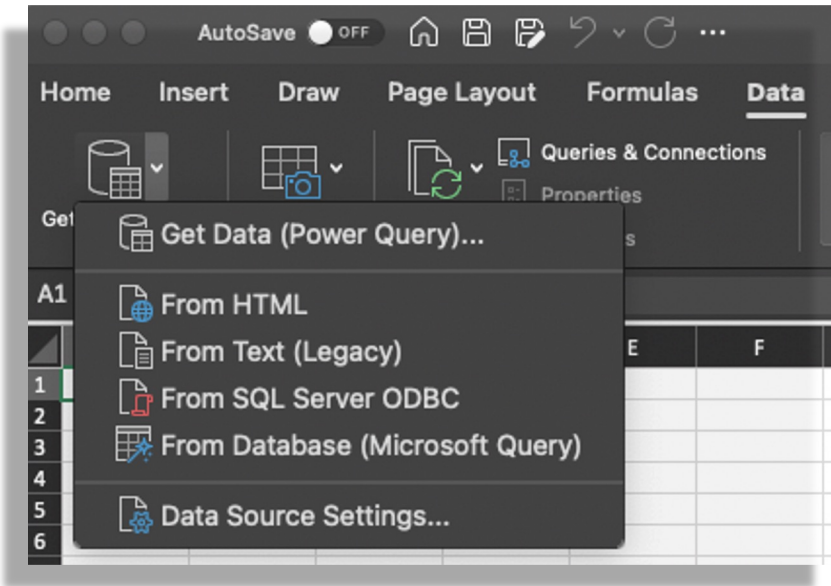 AutoSave OFF
Home Insert Draw Page Layout Formulas Data
Queries & Connections
Properties
Get
Get Data (Power Query)...
A1
From HTML
From Text (Legacy)
From SQL Server ODBC
From Database (Microsoft Query)
Data Source Settings...
E F
1
2
3
4
5
6